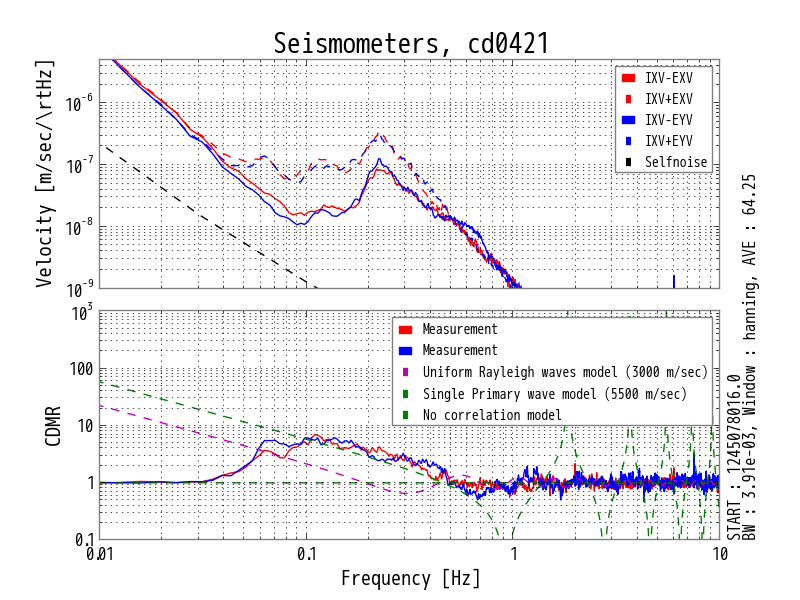 Seismometers, cd0421
Velocity [m/sec/\rtHz]
10^-6
10^-7
10^-8
10^-9
IXV-EXV
IXV+EXV
IXV-EYV
IXV+EYV
Selfnoise
CDMR
10^3
100
10
1
0.1
Measurement
Measurement
Uniform Rayleigh waves model (3000 m/sec)
Single Primary wave model (5500 m/sec)
No correlation model
0.01
0.1
1
10
Frequency [Hz]
START : 1245078016.0
BW : 3.91e-03, Window : hanning, AVE : 64.25